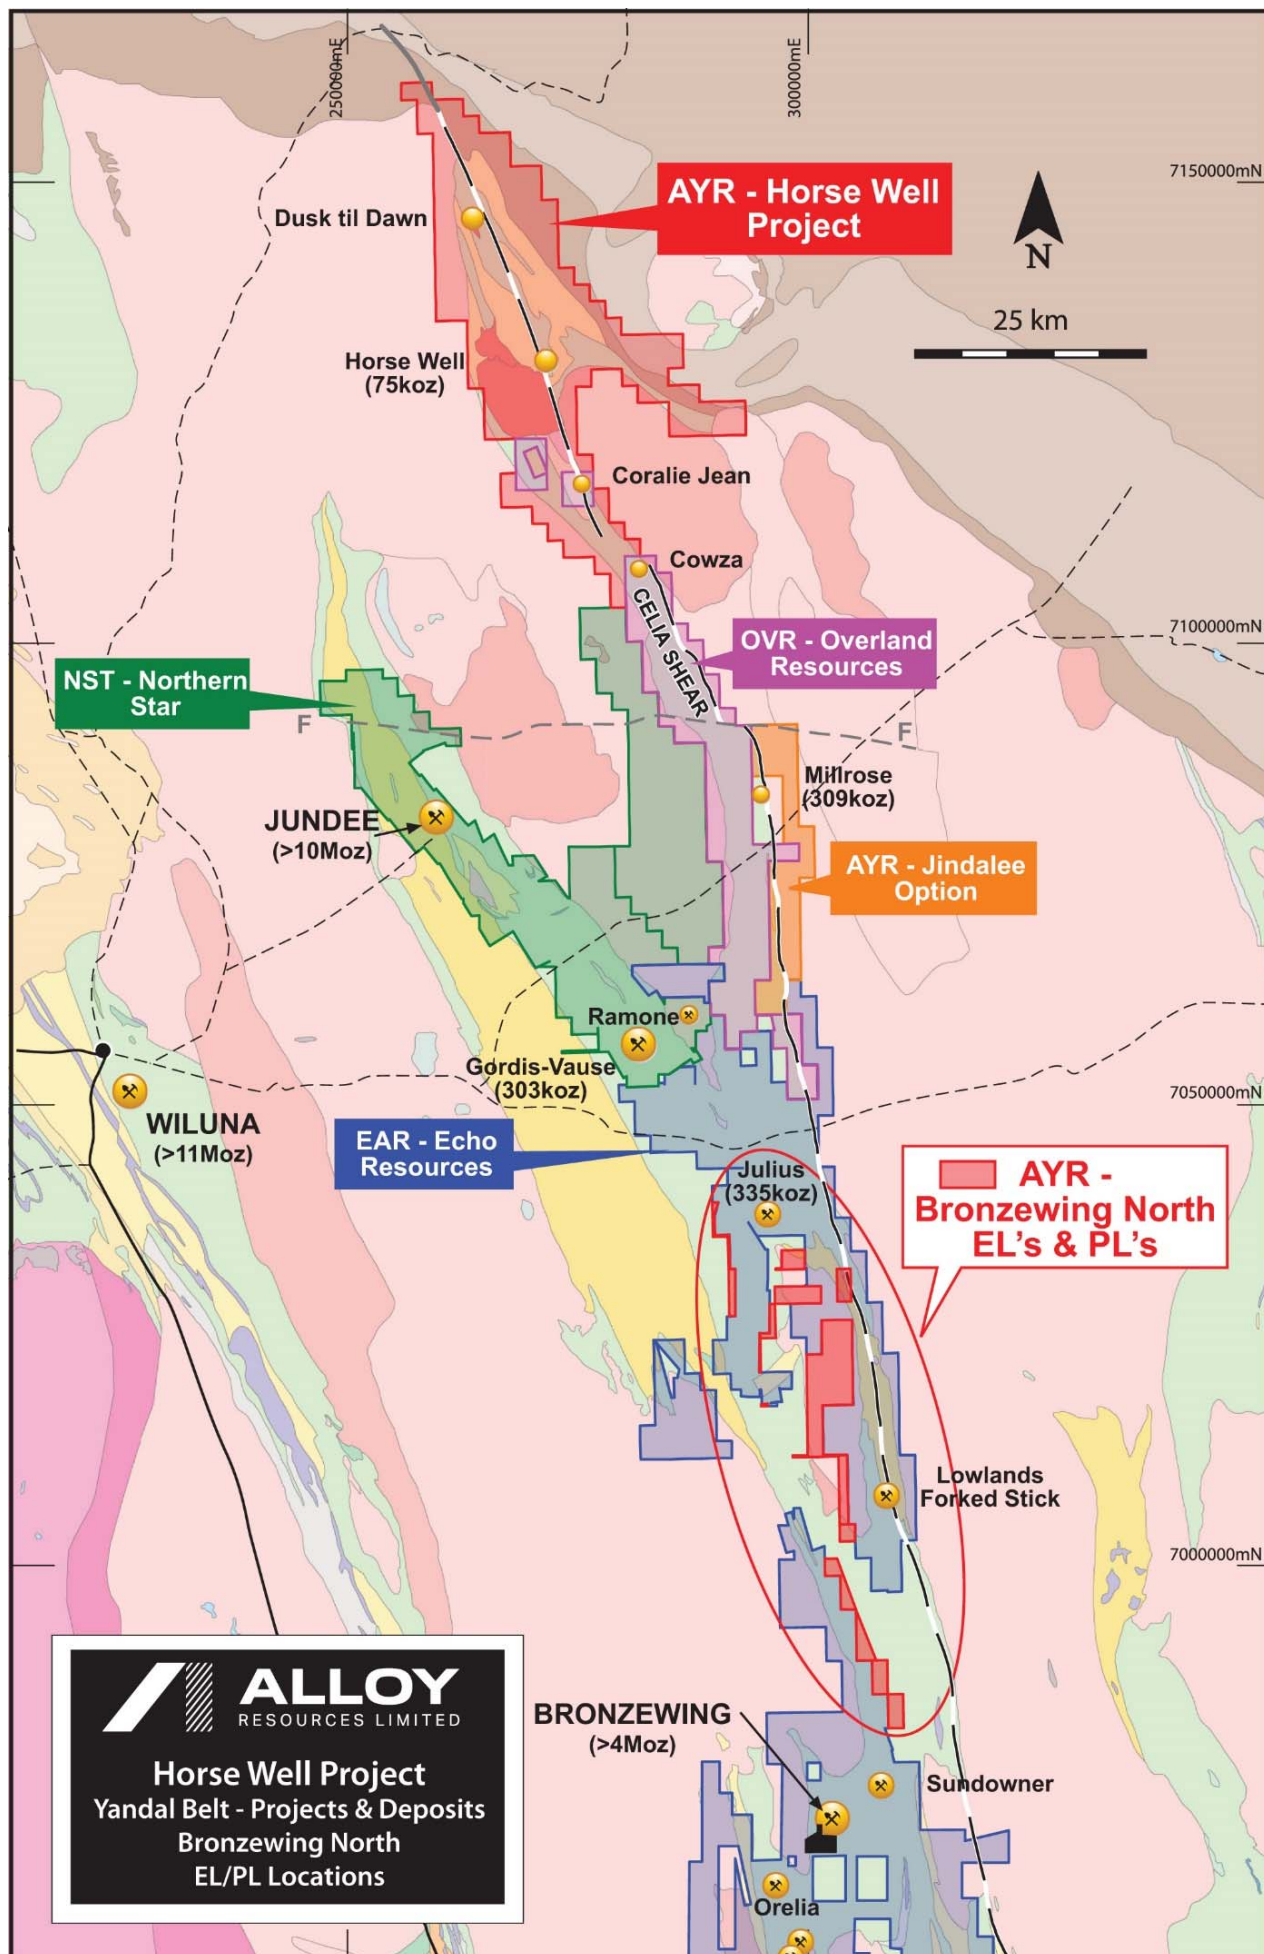 250000mE
300000mE
7150000mN
AYR - Horse Well
Project
Dusk til Dawn
N
25 km
Horse Well
(75koz)
Coralie Jean
Cowza
CELIA SHEAR
OVR - Overland
Resources
7100000mN
NST - Northern
Star
F
F
Millrose
(309koz)
JUNDEE
(>10Moz)
AYR - Jindalee
Option
Ramone
Gordis-Vause
(303koz)
WILUNA
(>11Moz)
7050000mN
EAR - Echo
Resources
Julius
(335koz)
AYR -
Bronzewing North
EL's & PL's
Lowlands
Forked Stick
7000000mN
ALLOY
RESOURCES LIMITED
Horse Well Project
Yandal Belt - Projects & Deposits
Bronzewing North
EL/PL Locations
BRONZEWING
(>4Moz)
Sundowner
Orelia